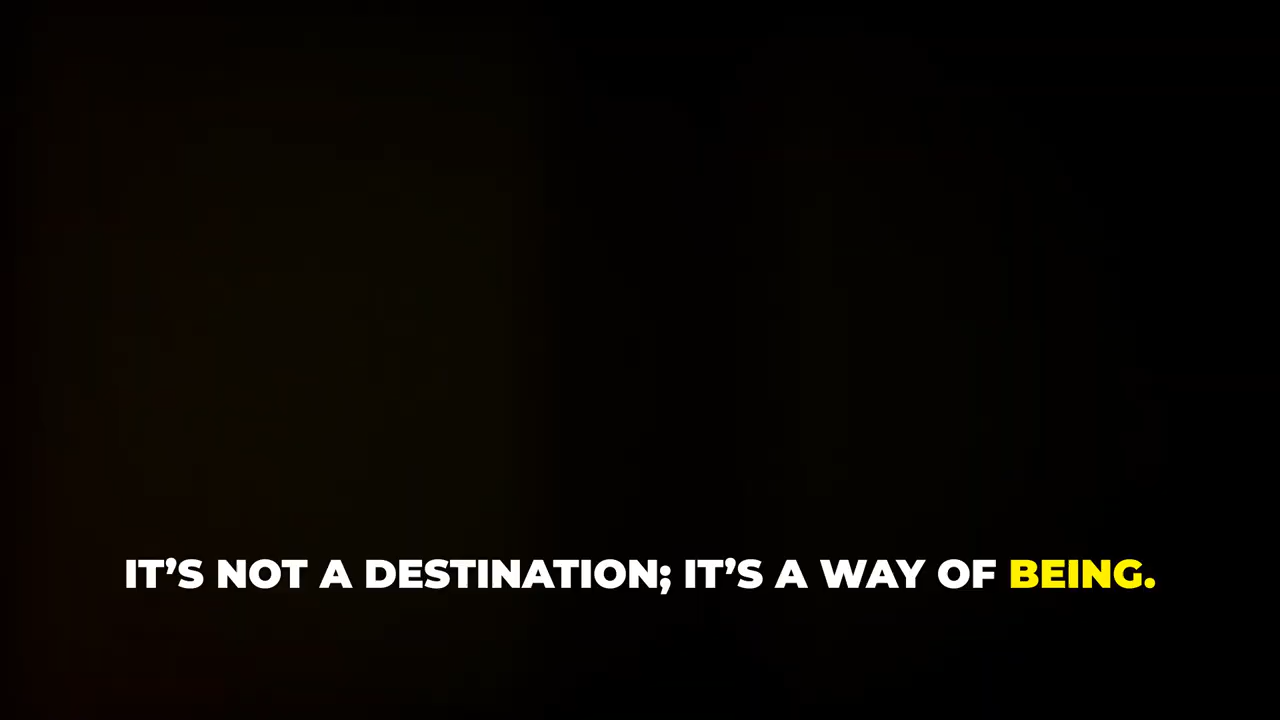 IT’S NOT A DESTINATION; IT’S A WAY OF BEING.